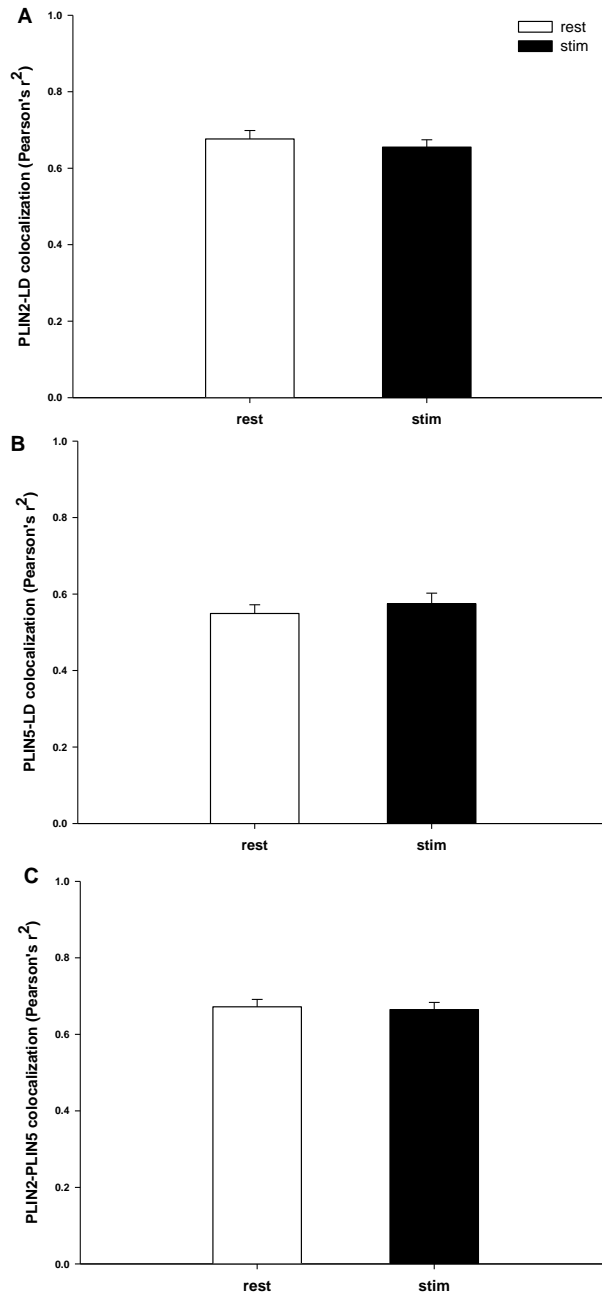 A
rest
stim
PLIN2-LD colocalization (Pearson's r²)
1.0
0.8
0.6
0.4
0.2
0.0
rest stim
B
PLIN5-LD colocalization (Pearson's r²)
1.0
0.8
0.6
0.4
0.2
0.0
rest stim
C
PLIN2-PLIN5 colocalization (Pearson's r²)
1.0
0.8
0.6
0.4
0.2
0.0
rest stim